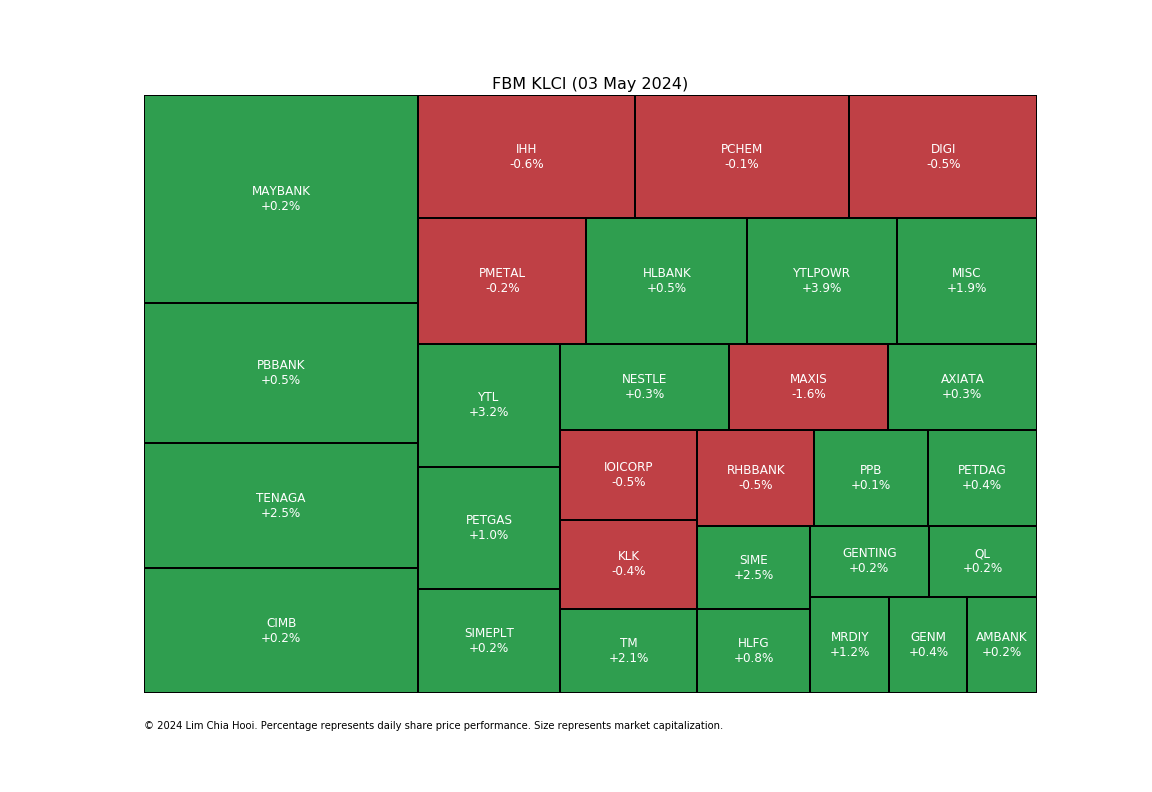 FBM KLCI (03 May 2024)
MAYBANK
+0.2%
PBBANK
+0.5%
TENAGA
+2.5%
CIMB
+0.2%
IHH
-0.6%
PCHEM
-0.1%
DIGI
-0.5%
PMETAL
-0.2%
HLBANK
+0.5%
YTLPOWR
+3.9%
MISC
+1.9%
YTL
+3.2%
PETGAS
+1.0%
SIMEPLT
+0.2%
NESTLE
+0.3%
MAXIS
-1.6%
AXIATA
+0.3%
IOICORP
-0.5%
KLK
-0.4%
TM
+2.1%
RHBBANK
-0.5%
PPB
+0.1%
PETDAG
+0.4%
SIME
+2.5%
HLFG
+0.8%
GENTING
+0.2%
QL
+0.2%
MRDIY
+1.2%
GENM
+0.4%
AMBANK
+0.2%
© 2024 Lim Chia Hooi. Percentage represents daily share price performance. Size represents market capitalization.